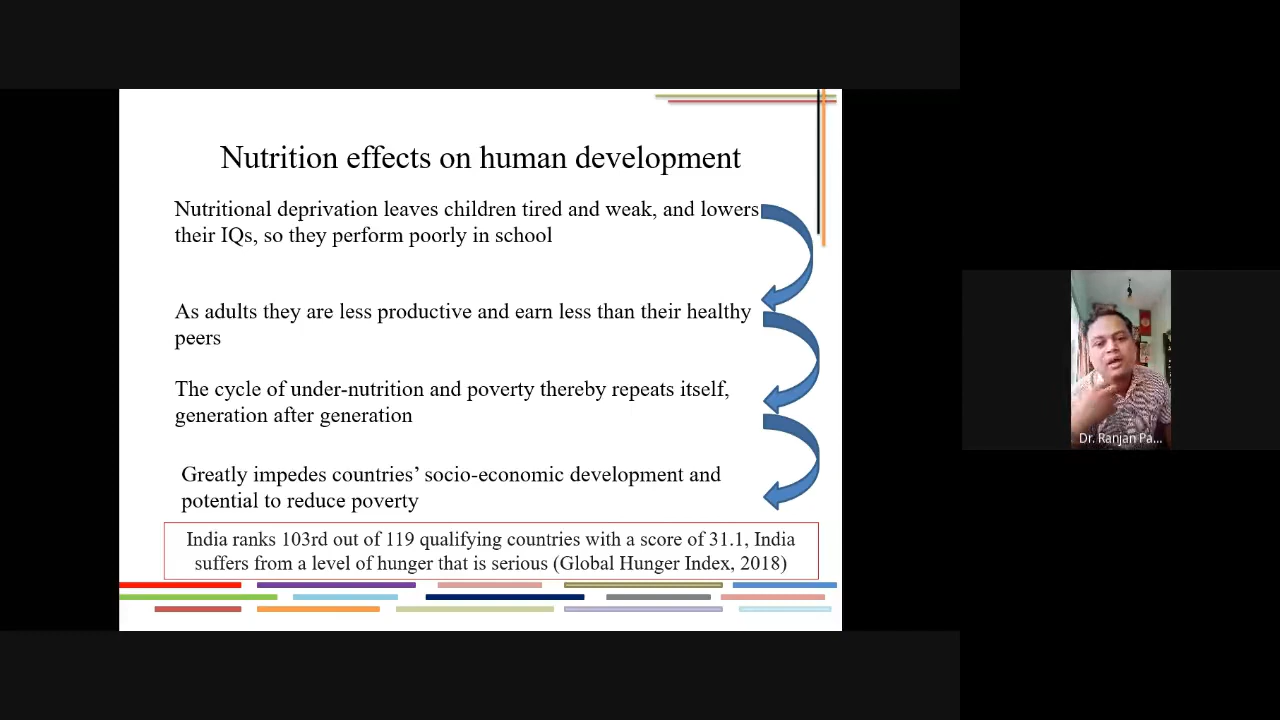 Nutrition effects on human development
Nutritional deprivation leaves children tired and weak, and lowers
their IQs, so they perform poorly in school
As adults they are less productive and earn less than their healthy
peers
The cycle of under-nutrition and poverty thereby repeats itself,
generation after generation
Greatly impedes countries’ socio-economic development and
potential to reduce poverty
India ranks 103rd out of 119 qualifying countries with a score of 31.1, India
suffers from a level of hunger that is serious (Global Hunger Index, 2018)
Dr. Ranjan Pa...